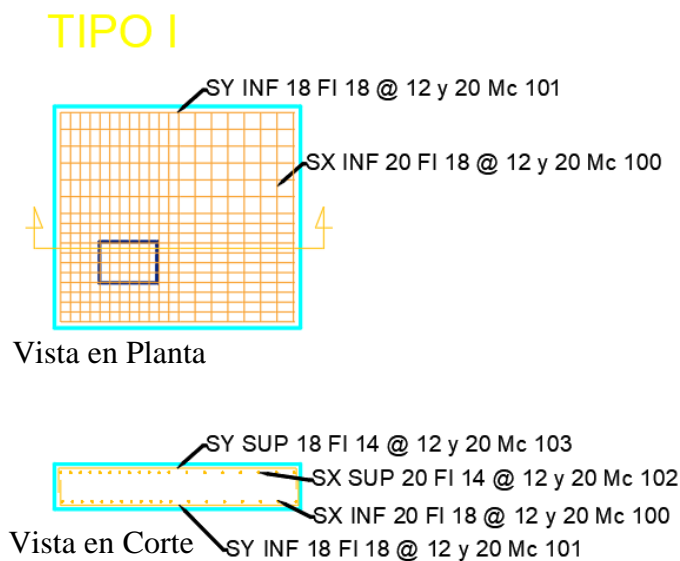 TIPO I
SY INF 18 FI 18 @ 12 y 20 Mc 101
SX INF 20 FI 18 @ 12 y 20 Mc 100
Vista en Planta
SY SUP 18 FI 14 @ 12 y 20 Mc 103
SX SUP 20 FI 14 @ 12 y 20 Mc 102
SX INF 20 FI 18 @ 12 y 20 Mc 100
Vista en Corte
SY INF 18 FI 18 @ 12 y 20 Mc 101